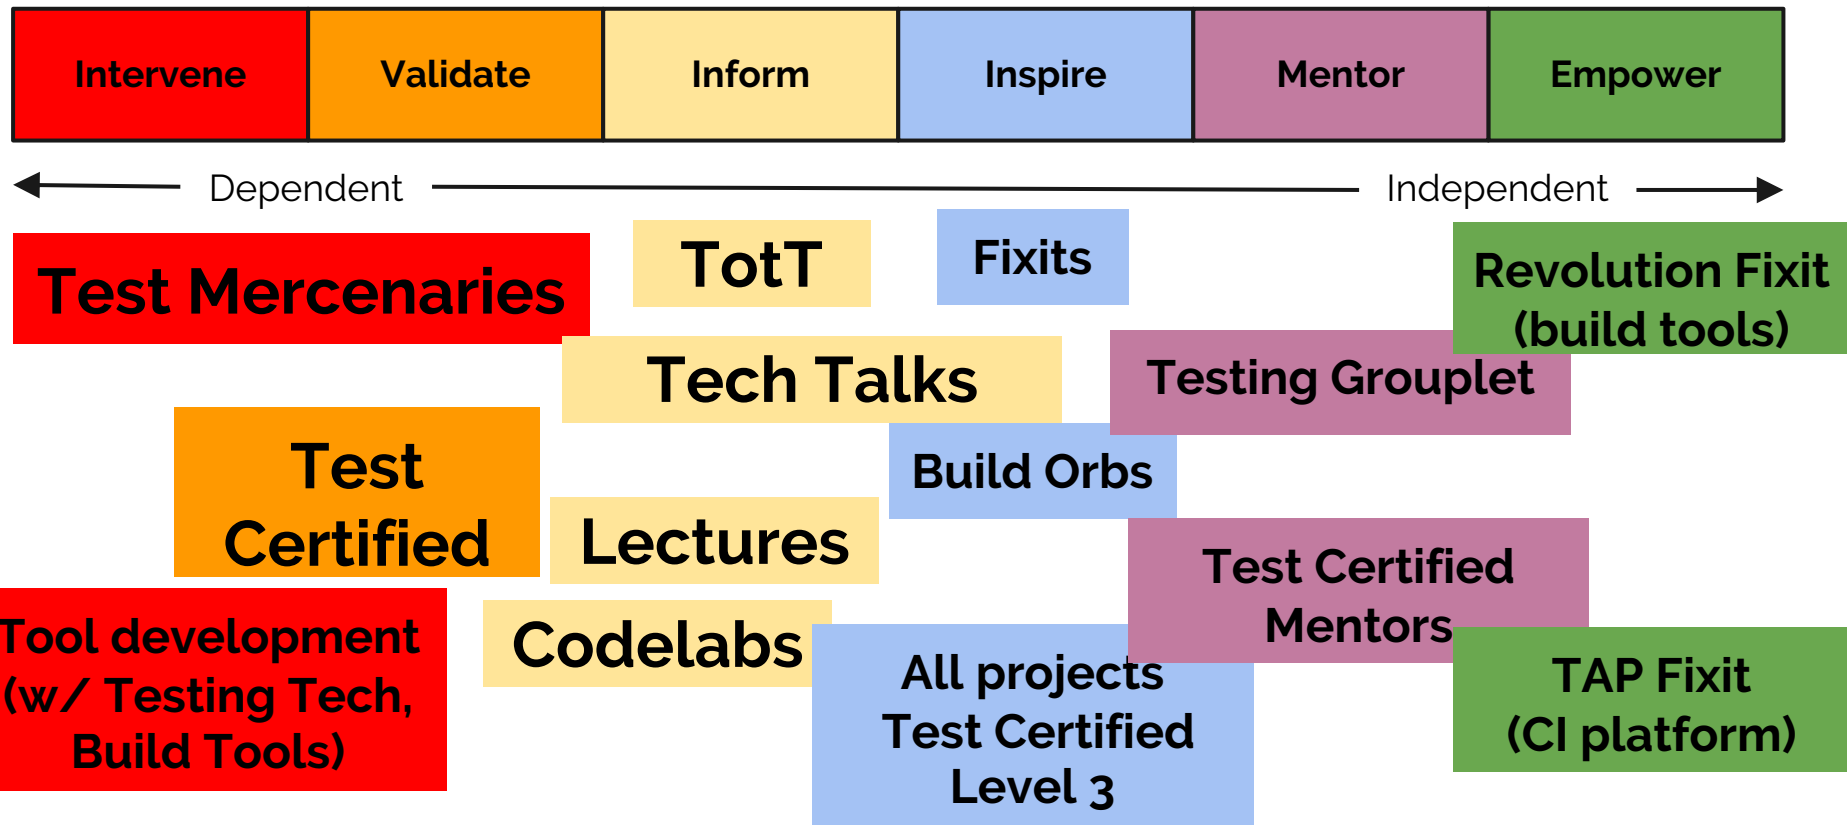 Intervene
Validate
Inform
Inspire
Mentor
Empower
Dependent
Independent
Test Mercenaries
TotT
Fixits
Revolution Fixit
(build tools)
Tech Talks
Testing Grouplet
Test
Certified
Build Orbs
Lectures
Test Certified
Mentors
Tool development
(w/ Testing Tech,
Build Tools)
Codelabs
All projects
Test Certified
Level 3
TAP Fixit
(CI platform)